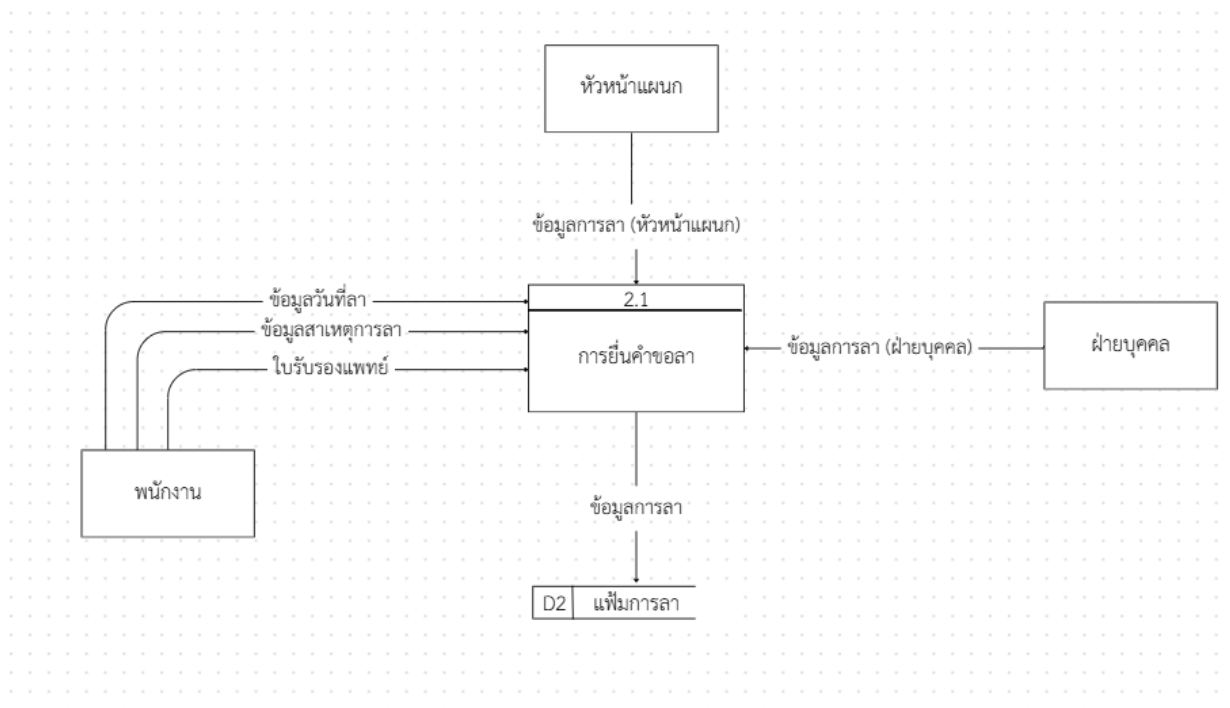 หัวหน้าแผนก
ข้อมูลการลา (หัวหน้าแผนก)
ข้อมูลวันที่ลา
2.1
ข้อมูลสาเหตุการลา
การยื่นคำขอลา
ข้อมูลการลา (ฝ่ายบุคคล)
ฝ่ายบุคคล
ใบรับรองแพทย์
พนักงาน
ข้อมูลการลา
D2 แฟ้มการลา